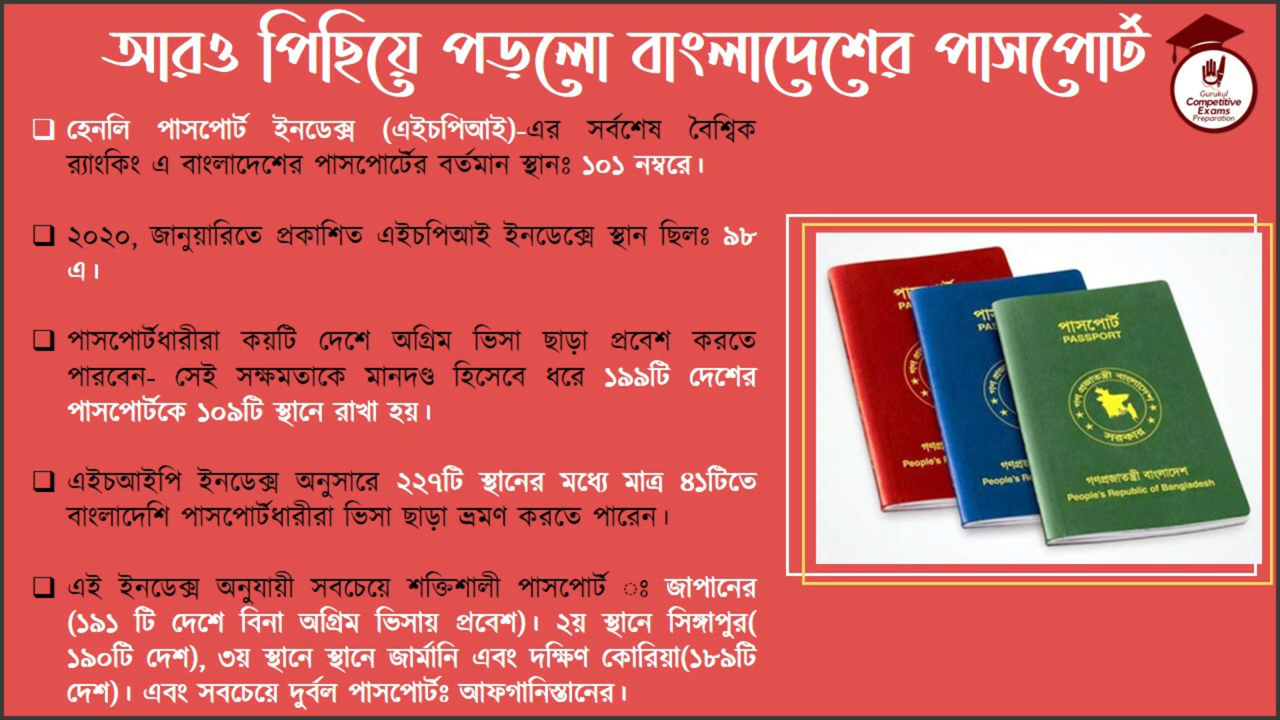 আরও পিছিয়ে পড়লো বাংলাদেশের পাসপোর্ট
Gurukul
Competitive
Exams
Preparation
❑ হেনলি পাসপোর্ট ইনডেক্স (এইচপিআই)-এর সর্বশেষ বৈশ্বিক
র‍্যাংকিং এ বাংলাদেশের পাসপোর্টের বর্তমান স্থানঃ ১০১ নম্বরে।
❑ ২০২০, জানুয়ারিতে প্রকাশিত এইচপিআই ইনডেক্সে স্থান ছিলঃ ৯৮
এ।
❑ পাসপোর্টধারীরা কয়টি দেশে অগ্রিম ভিসা ছাড়া প্রবেশ করতে
পারবেন- সেই সক্ষমতাকে মানদণ্ড হিসেবে ধরে ১৯৯টি দেশের
পাসপোর্টকে ১০৯টি স্থানে রাখা হয়।
❑ এইচআইপি ইনডেক্স অনুসারে ২২৭টি স্থানের মধ্যে মাত্র ৪১টিতে
বাংলাদেশি পাসপোর্টধারীরা ভিসা ছাড়া ভ্রমণ করতে পারেন।
❑ এই ইনডেক্স অনুযায়ী সবচেয়ে শক্তিশালী পাসপোর্ট ঃ জাপানের
(১৯১ টি দেশে বিনা অগ্রিম ভিসায় প্রবেশ)। ২য় স্থানে সিঙ্গাপুর(
১৯০টি দেশ), ৩য় স্থানে স্থানে জার্মানি এবং দক্ষিণ কোরিয়া(১৮৯টি
দেশ)। এবং সবচেয়ে দুর্বল পাসপোর্টঃ আফগানিস্তানের।
পাসপোর্ট
PASSPORT
গণ প্রজাতন্ত্রী বাংলাদেশ
সরকার
গণপ্রজাতন্ত্রী বাংলাদেশ
People's Republic of Bangladesh